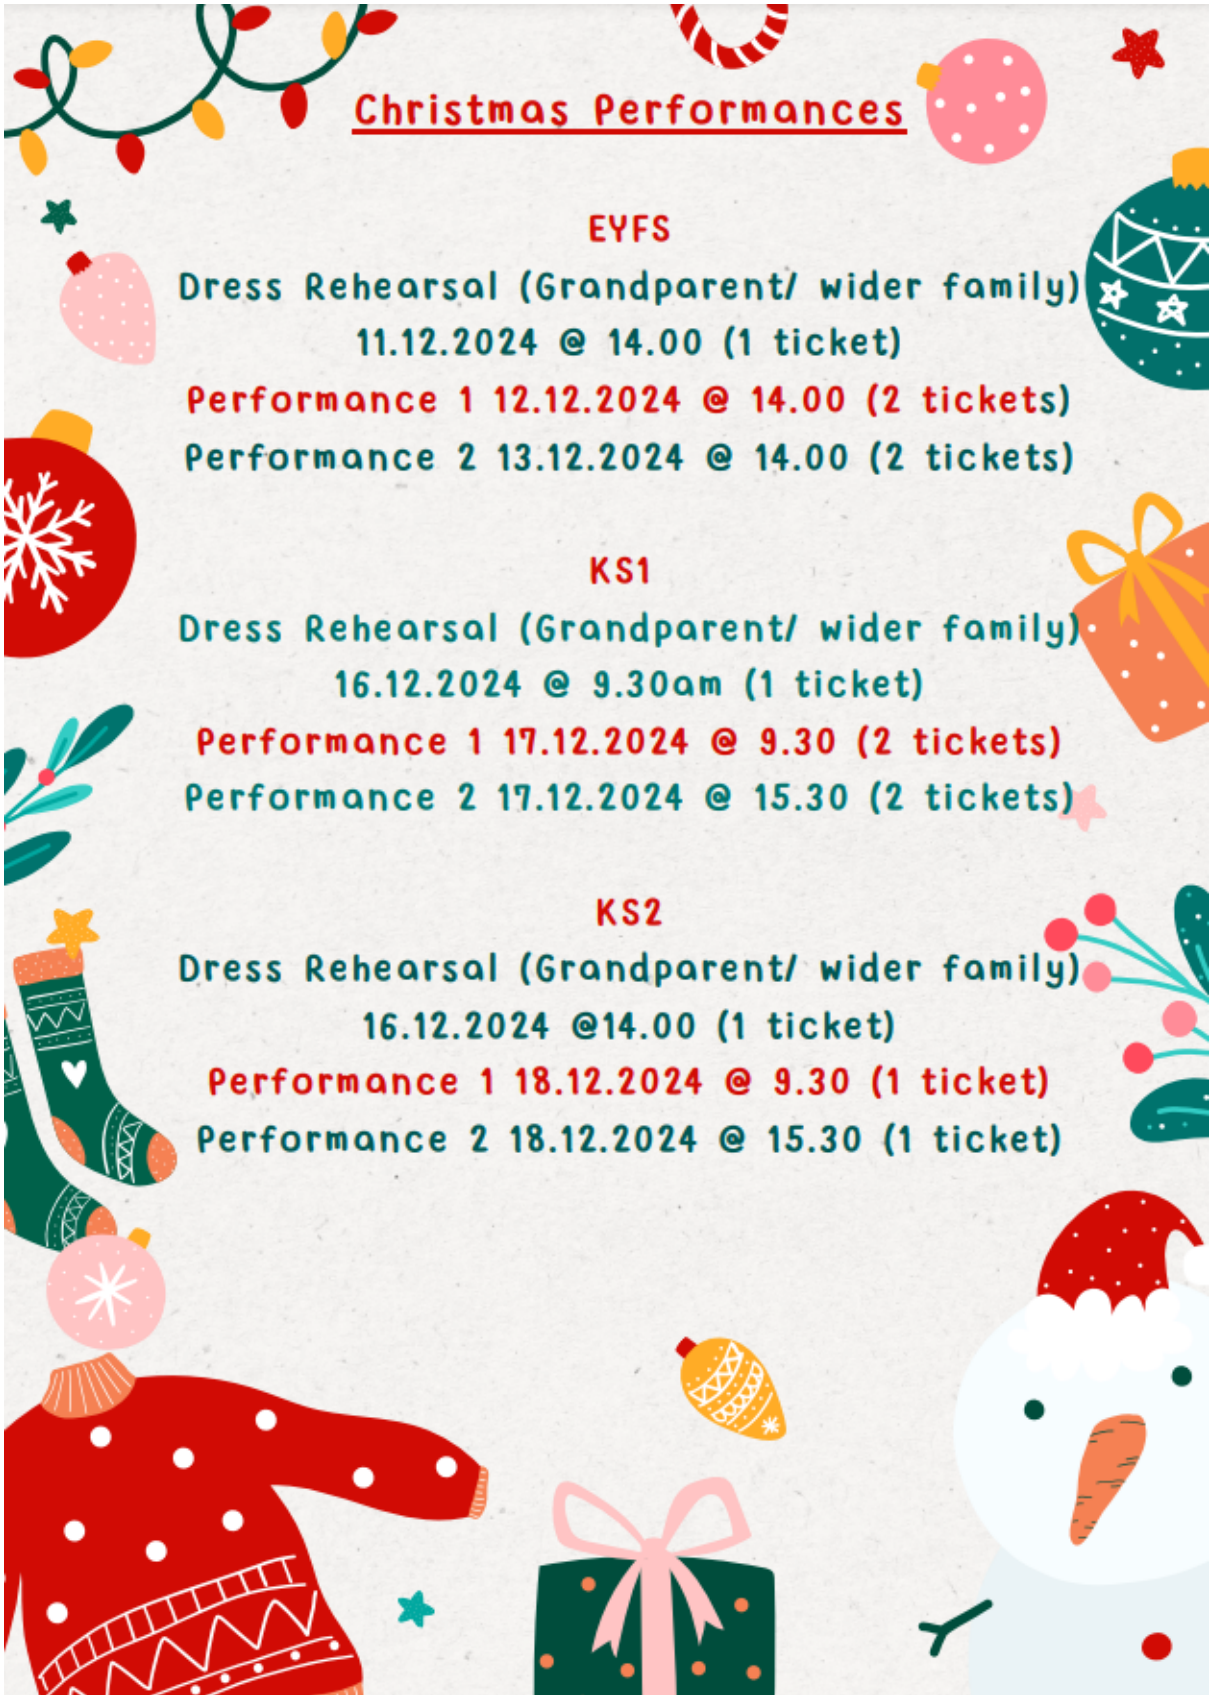 Christmas Performances
EYFS
Dress Rehearsal (Grandparent/ wider family)
11.12.2024 @ 14.00 (1 ticket)
Performance 1 12.12.2024 @ 14.00 (2 tickets)
Performance 2 13.12.2024 @ 14.00 (2 tickets)
KS1
Dress Rehearsal (Grandparent/ wider family)
16.12.2024 @ 9.30am (1 ticket)
Performance 1 17.12.2024 @ 9.30 (2 tickets)
Performance 2 17.12.2024 @ 15.30 (2 tickets)
KS2
Dress Rehearsal (Grandparent/ wider family)
16.12.2024 @14.00 (1 ticket)
Performance 1 18.12.2024 @ 9.30 (1 ticket)
Performance 2 18.12.2024 @ 15.30 (1 ticket)